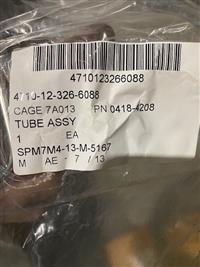 4710123266088
4710-12-326-6088
CAGE 7A013 PN 0418-4208
TUBE ASSY
1 EA
SPM7M4-13-M-5167
M AE - 7 / 13